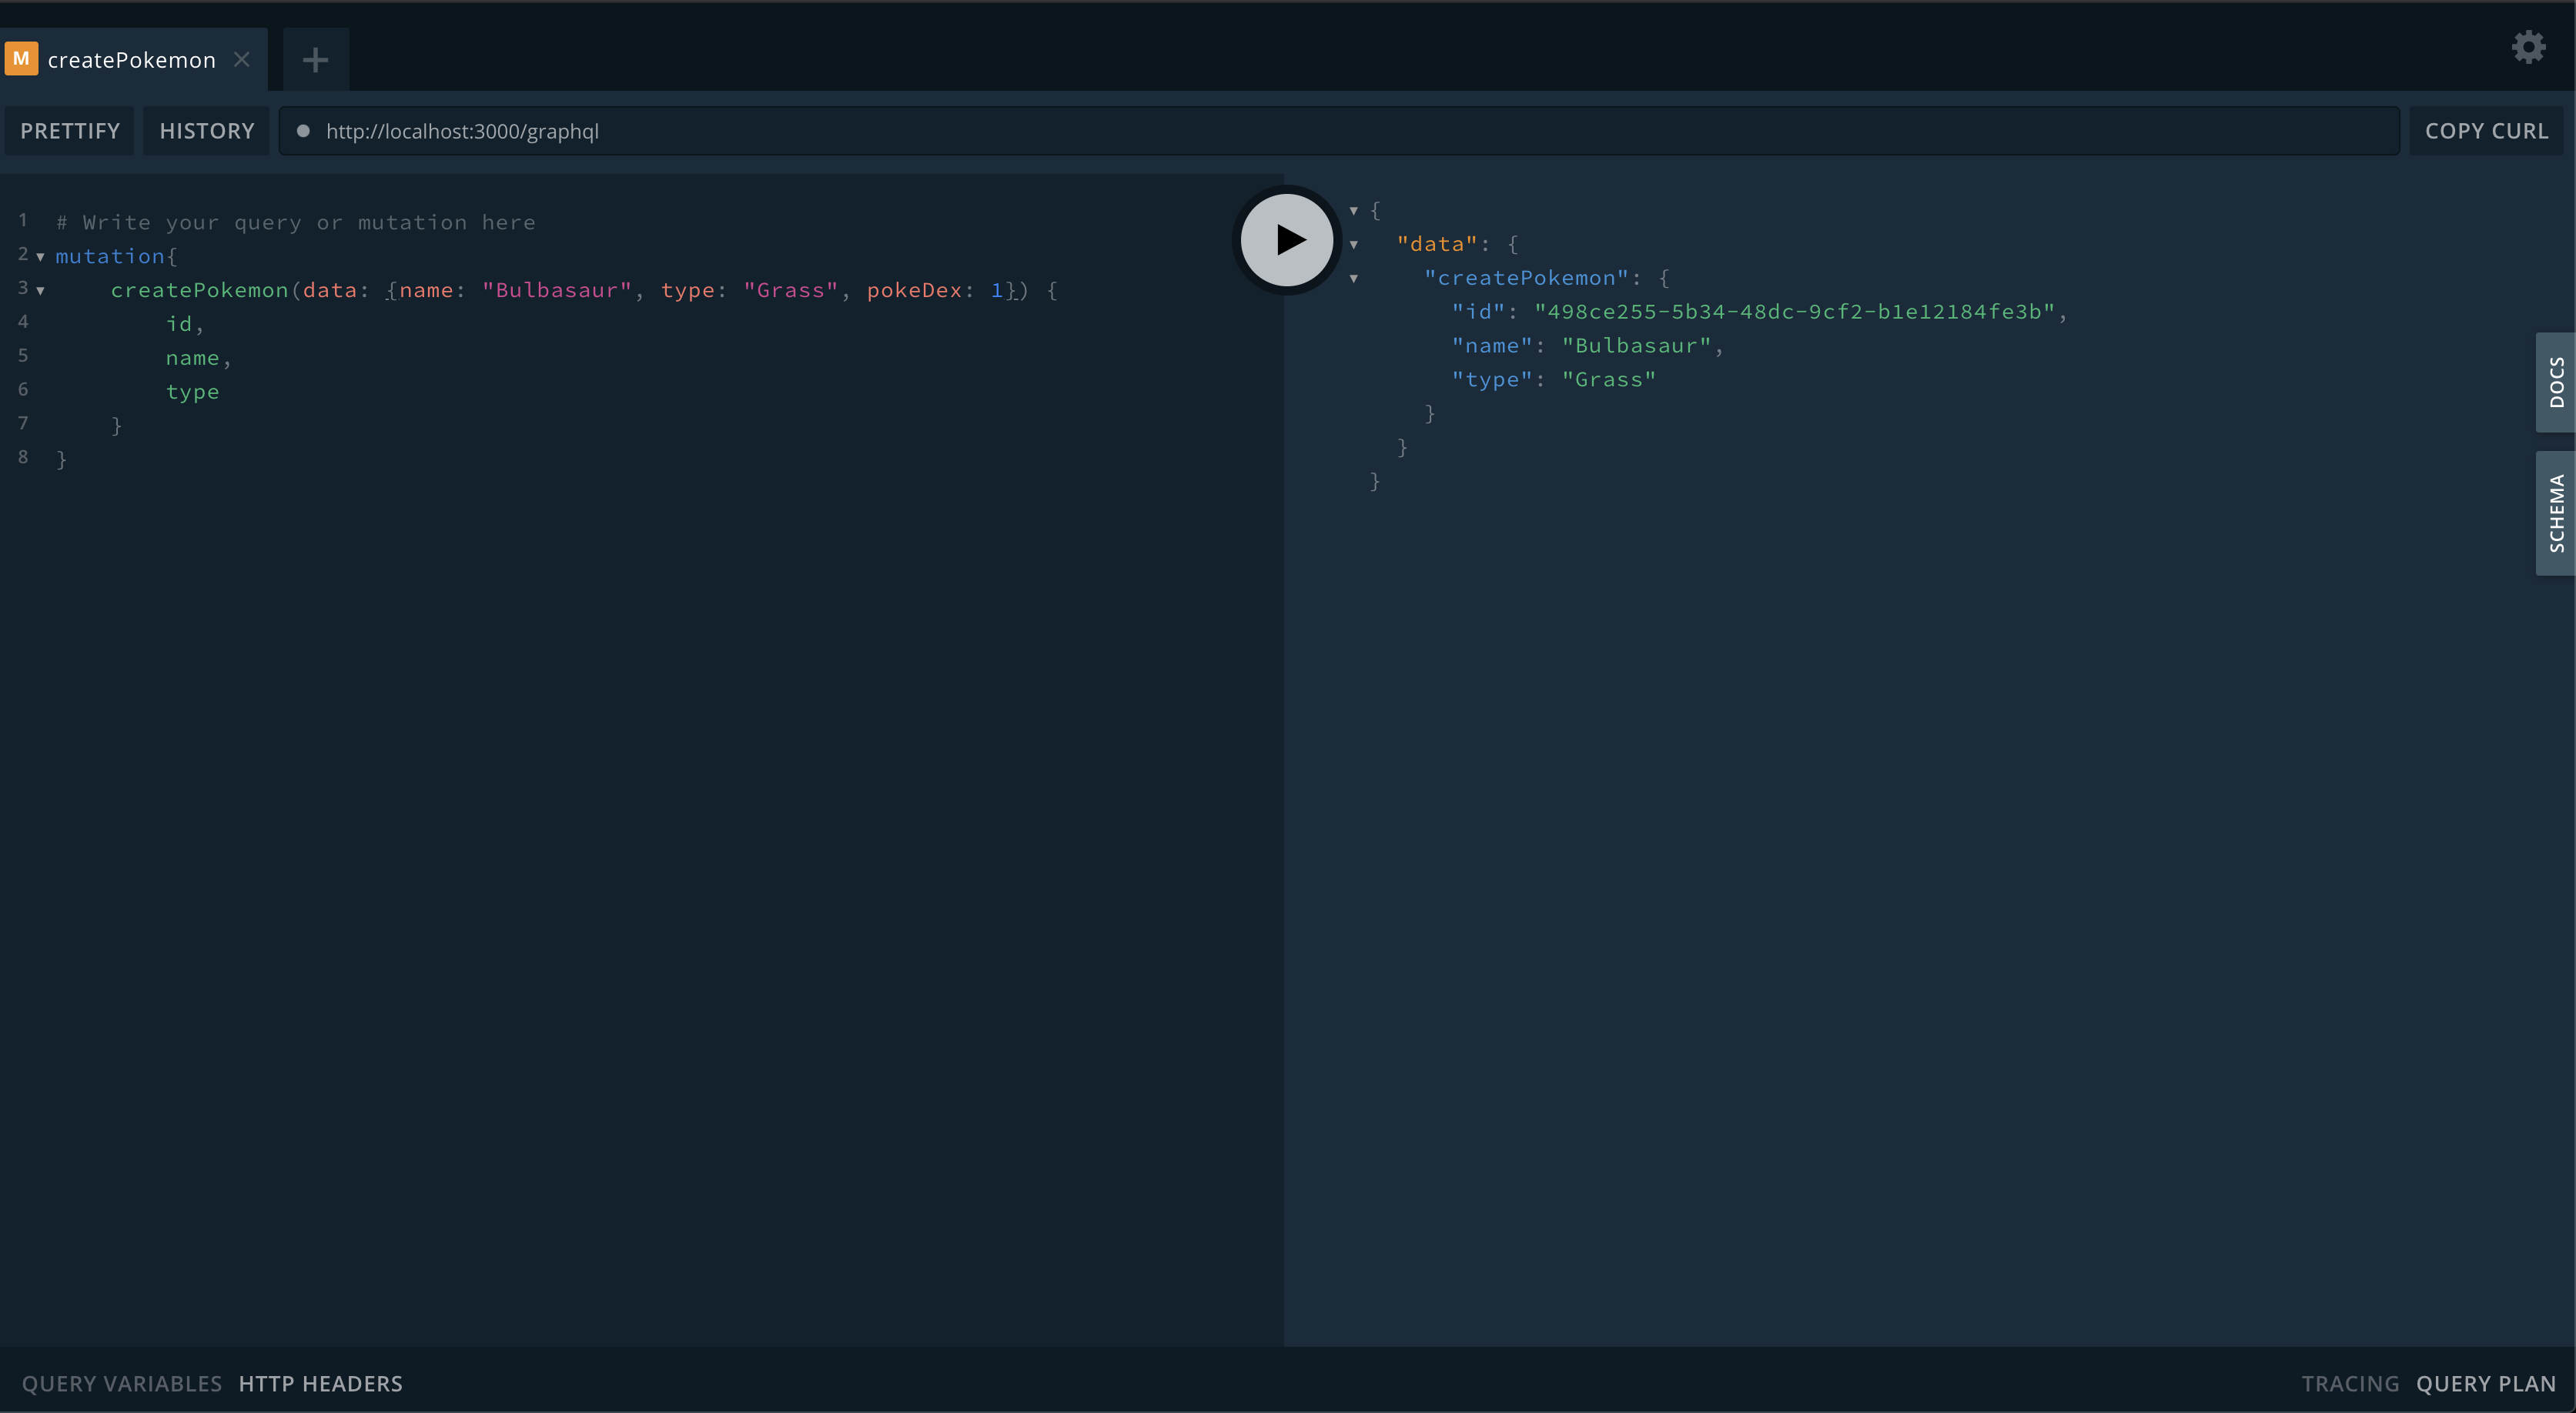 M createPokemon
PRETTIFY HISTORY http://localhost:3000/graphql COPY CURL
1 # Write your query or mutation here
2 mutation{
3 createPokemon(data: {name: "Bulbasaur", type: "Grass", pokeDex: 1}) {
4 id,
5 name,
6 type
7 }
8 }
{
"data": {
"createPokemon": {
"id": "498ce255-5b34-48dc-9cf2-b1e12184fe3b",
"name": "Bulbasaur",
"type": "Grass"
}
}
}
DOCS
SCHEMA
QUERY VARIABLES HTTP HEADERS
TRACING QUERY PLAN